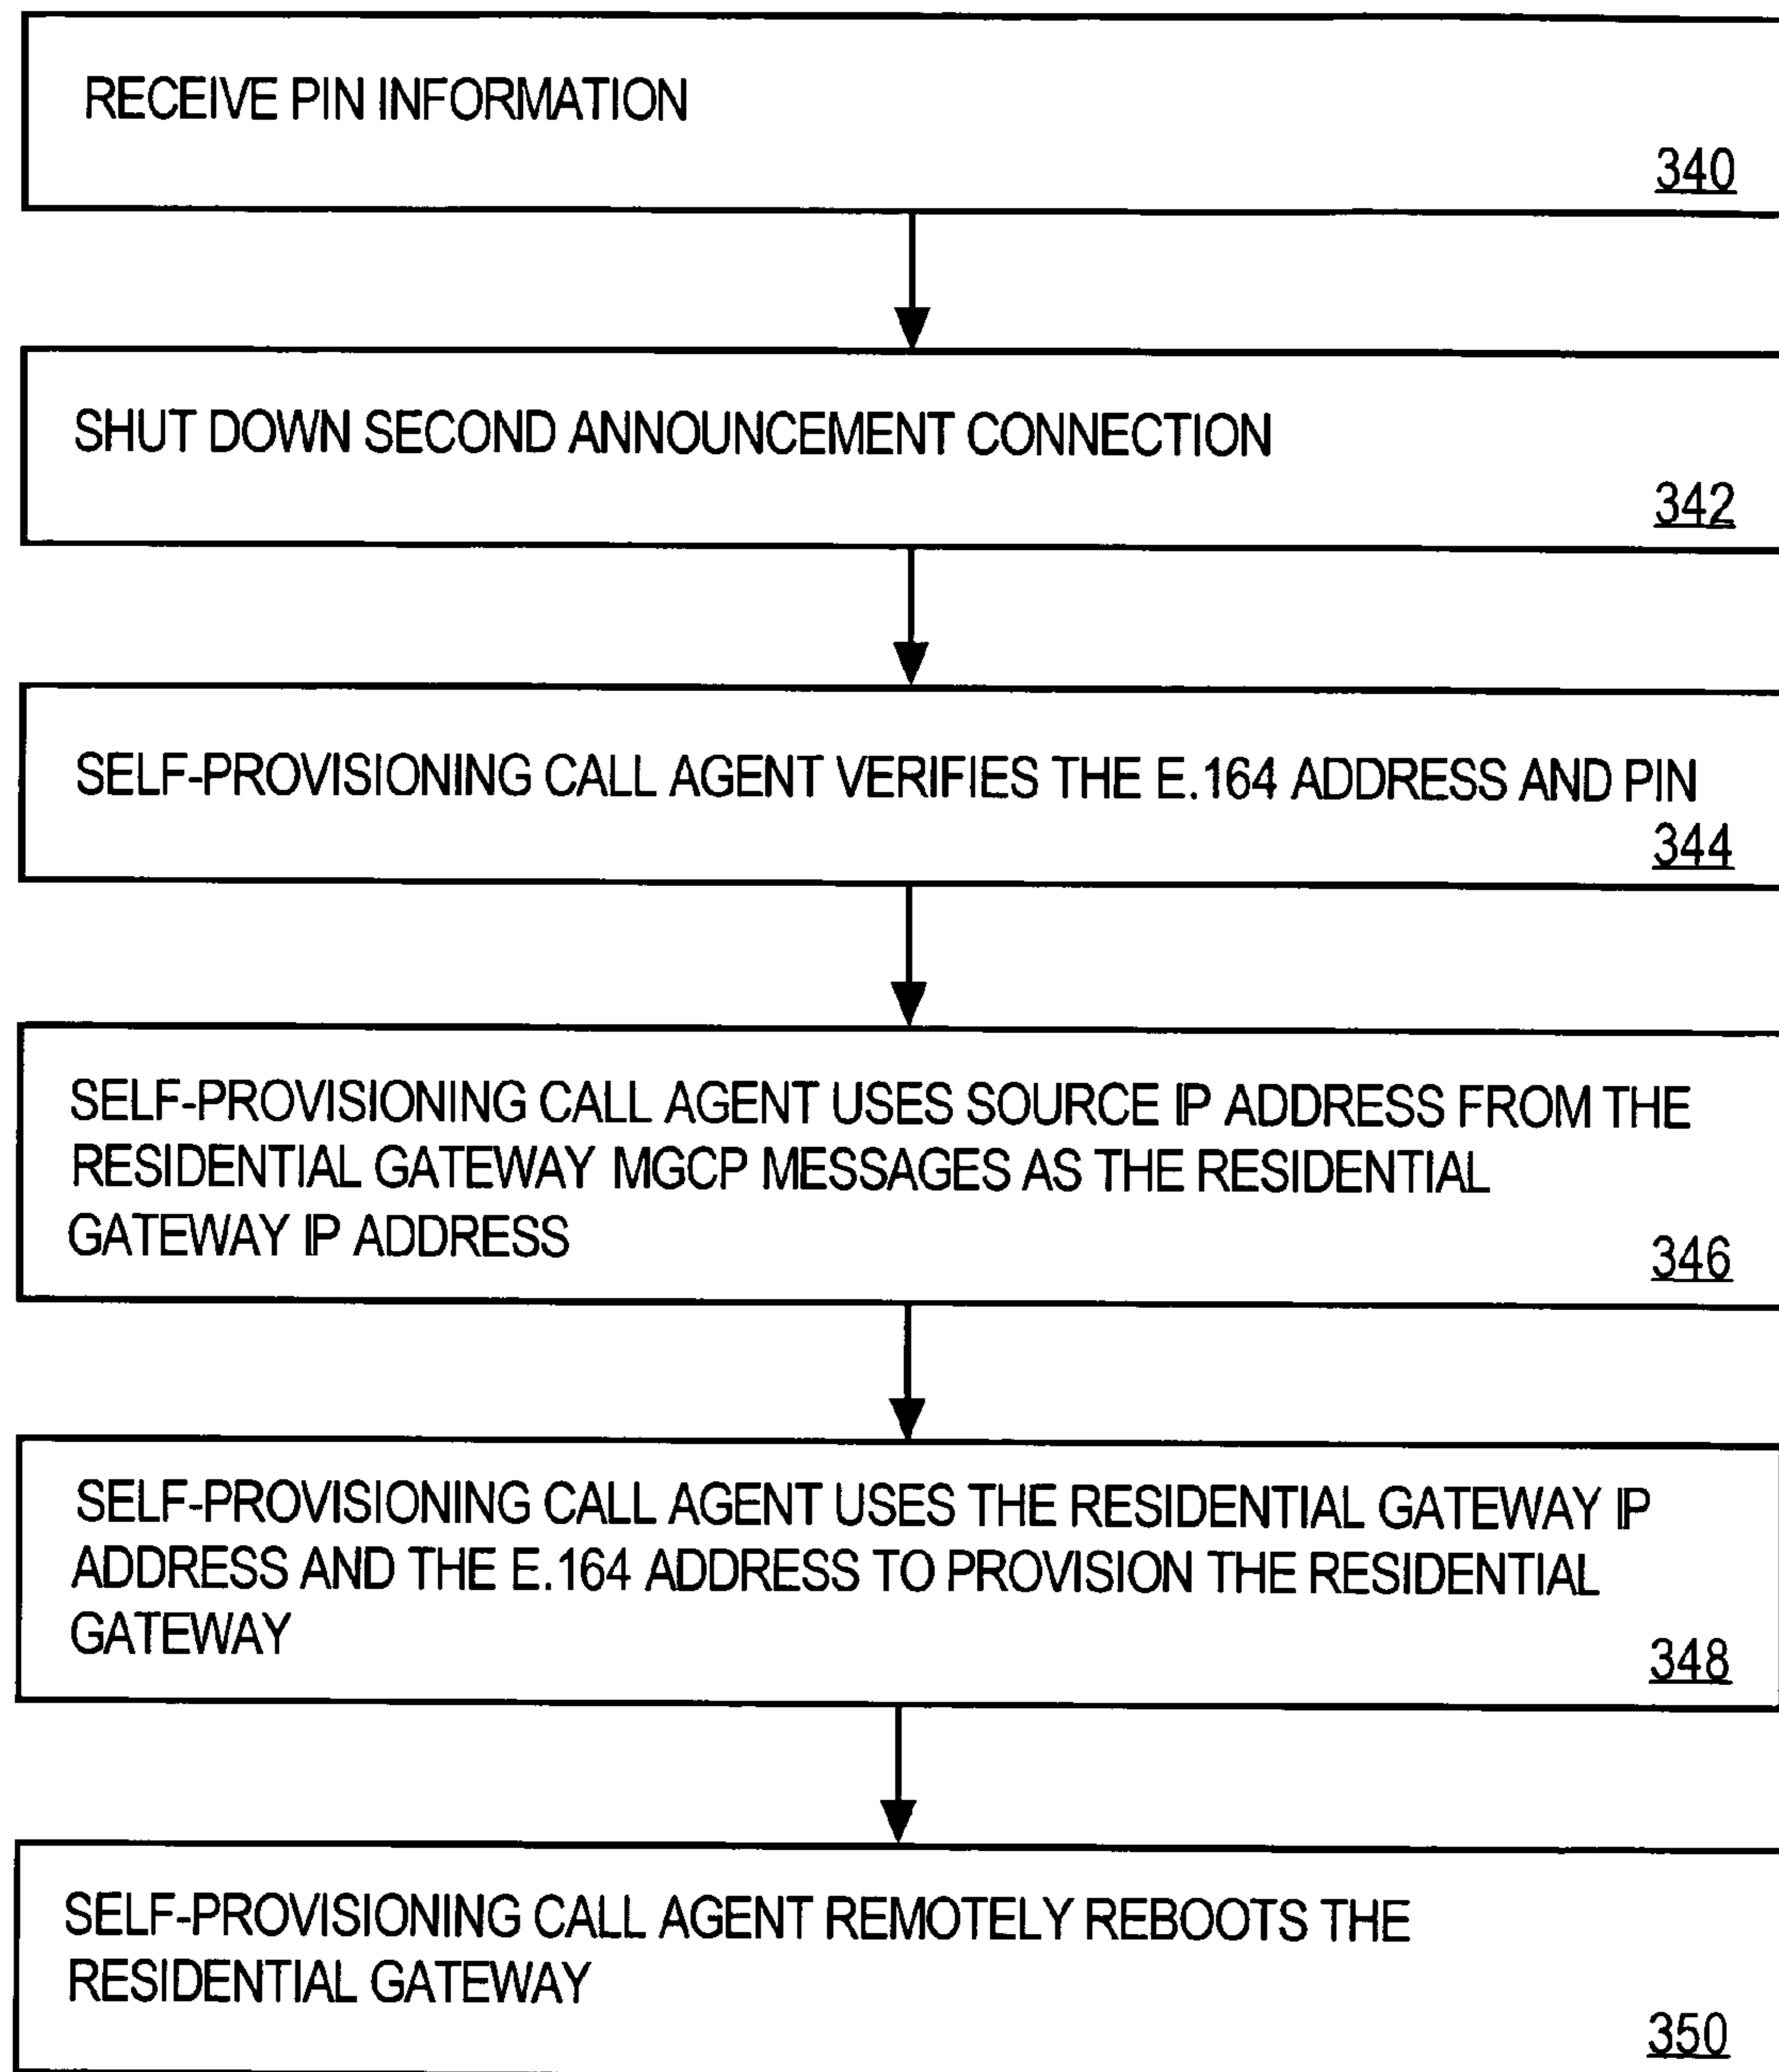 RECEIVE PIN INFORMATION
340
SHUT DOWN SECOND ANNOUNCEMENT CONNECTION
342
SELF-PROVISIONING CALL AGENT VERIFIES THE E.164 ADDRESS AND PIN
344
SELF-PROVISIONING CALL AGENT USES SOURCE IP ADDRESS FROM THE
RESIDENTIAL GATEWAY MGCP MESSAGES AS THE RESIDENTIAL
GATEWAY IP ADDRESS
346
SELF-PROVISIONING CALL AGENT USES THE RESIDENTIAL GATEWAY IP
ADDRESS AND THE E.164 ADDRESS TO PROVISION THE RESIDENTIAL
GATEWAY
348
SELF-PROVISIONING CALL AGENT REMOTELY REBOOTS THE
RESIDENTIAL GATEWAY
350